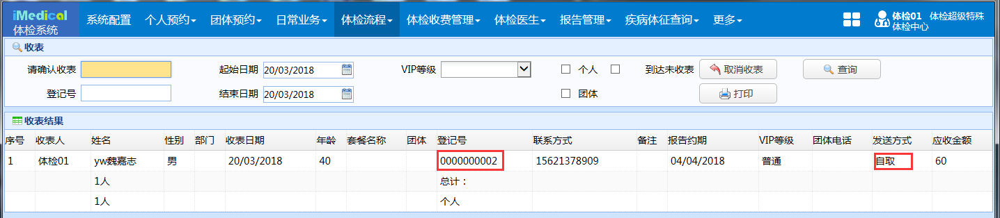 iMedical
体检系统
系统配置 个人预约 团体预约 日常业务 体检流程 体检收费管理 体检医生 报告管理 疾病体征查询 更多
体检01 体检超级特殊
体检中心
收表
请确认收表 起始日期 20/03/2018 VIP等级 个人 到达未收表 取消收表 查询
登记号 结束日期 20/03/2018 团体 打印
收表结果
序号 收表人 姓名 性别 部门 收表日期 年龄 套餐名称 团体 登记号 联系方式 备注 报告约期 VIP等级 团体电话 发送方式 应收金额
1 体检01 yw魏嘉志 男 20/03/2018 40 0000000002 15621378909 04/04/2018 普通 自取 60
1人 总计：
1人 个人